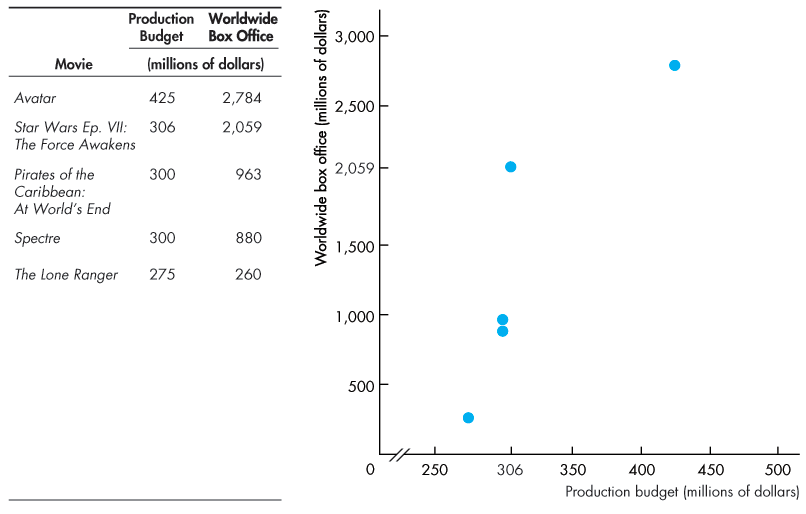 Production Worldwide
Budget Box Office
Movie (millions of dollars)
Avatar 425 2,784
Star Wars Ep. VII: 306 2,059
The Force Awakens
Pirates of the 300 963
Caribbean:
At World's End
Spectre 300 880
The Lone Ranger 275 260
Worldwide box office (millions of dollars)
3,000
2,500
2,059
1,500
1,000
500
0 250 306 350 400 450 500
Production budget (millions of dollars)